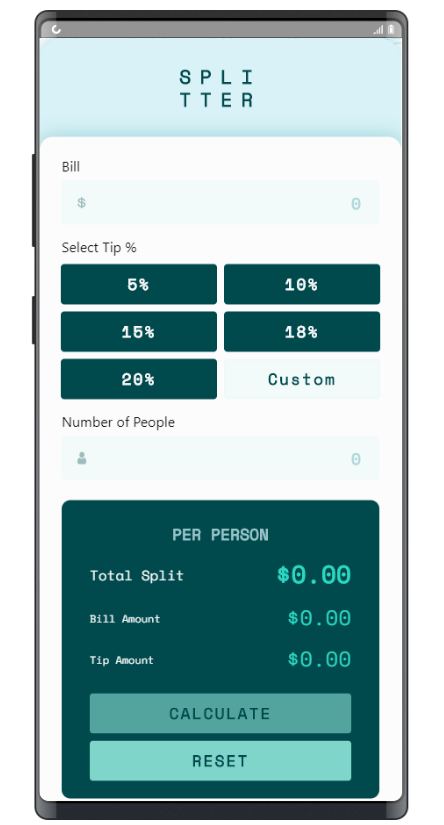 SPLI
TTER
Bill
$ 0
Select Tip %
5% 10%
15% 18%
20% Custom
Number of People
0
PER PERSON
Total Split $0.00
Bill Amount $0.00
Tip Amount $0.00
CALCULATE
RESET